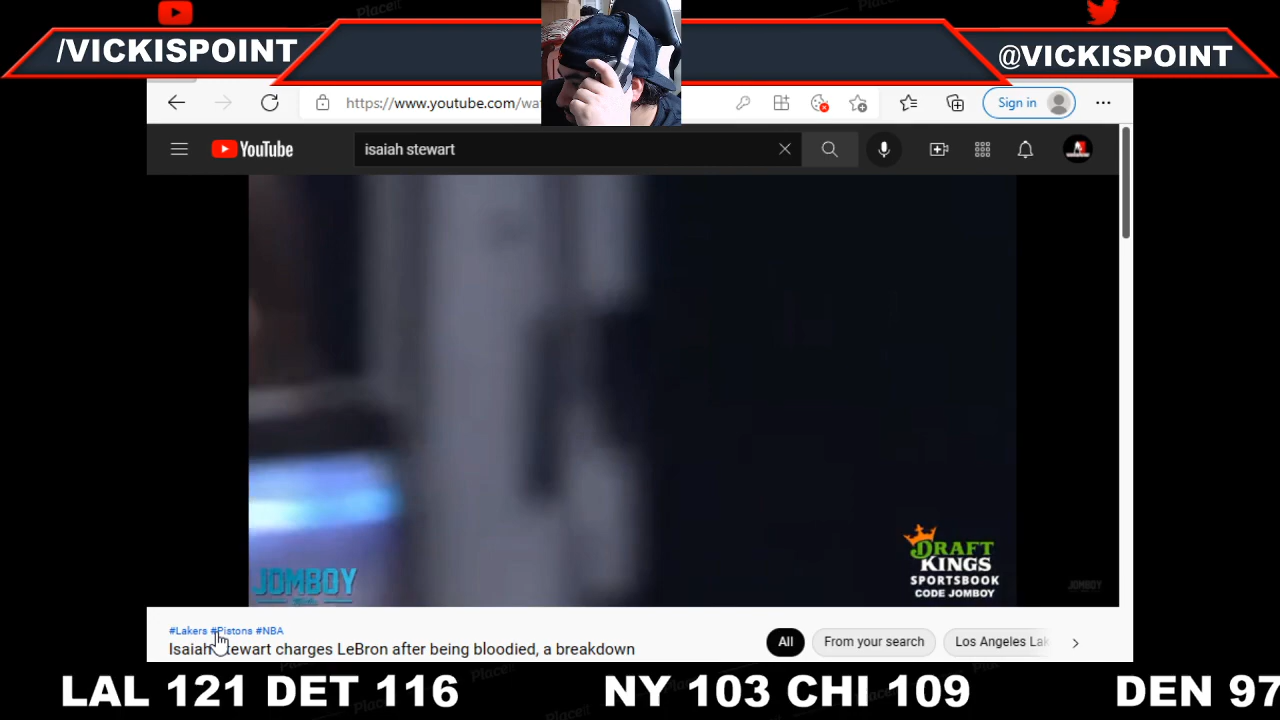 /VICKISPOINT
@VICKISPOINT
https://www.youtube.com/wa
Sign in
YouTube
isaiah stewart
DRAFT
KINGS
SPORTSBOOK
CODE JOMBOY
JOMBOY
JOMBOY
#Lakers #Pistons #NBA
Isaiah Stewart charges LeBron after being bloodied, a breakdown
All
From your search
Los Angeles Lak
LAL 121 DET 116 NY 103 CHI 109 DEN 97